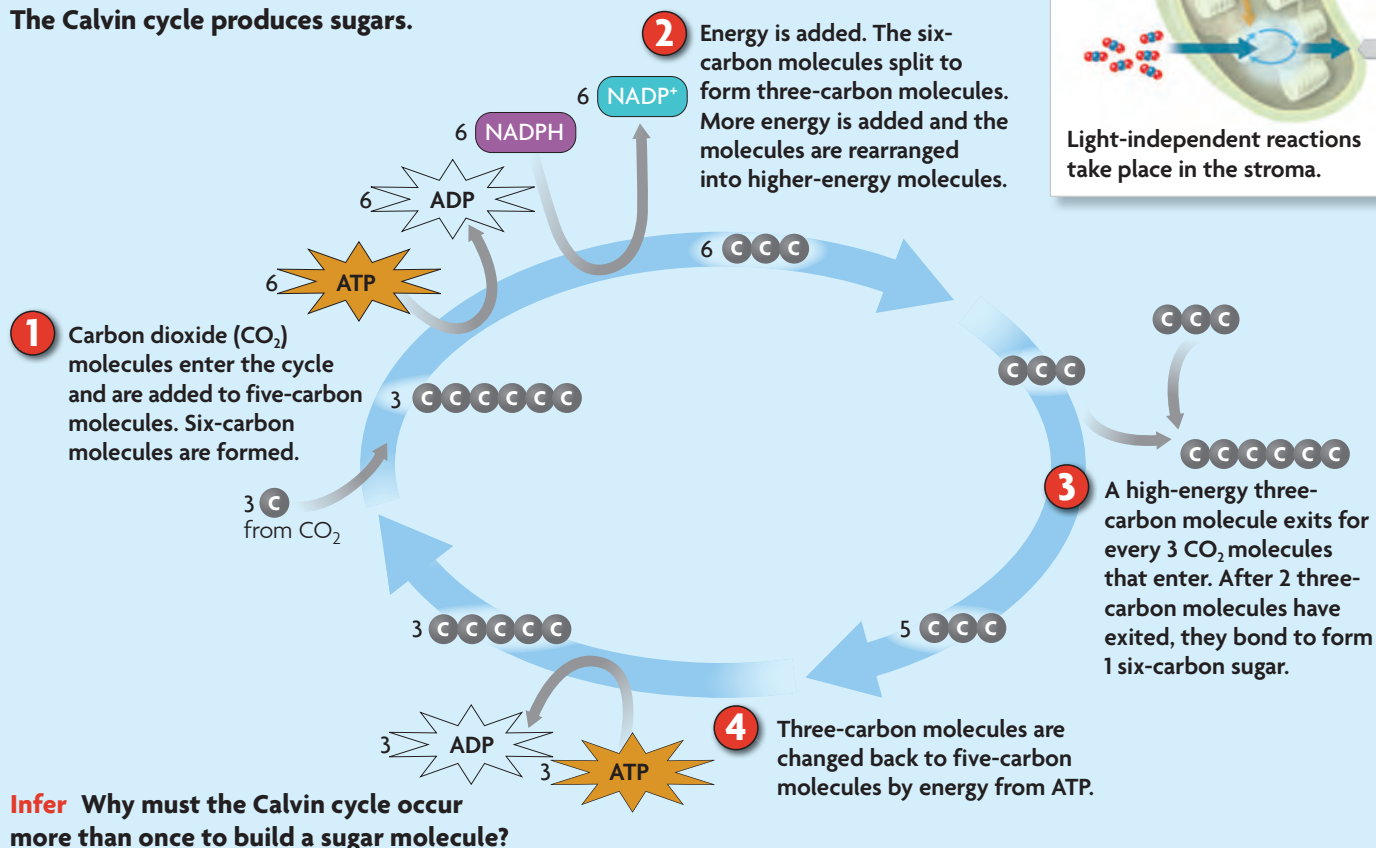 The Calvin cycle produces sugars.
2
Energy is added. The six-
carbon molecules split to
form three-carbon molecules.
More energy is added and the
molecules are rearranged
into higher-energy molecules.
Light-independent reactions
take place in the stroma.
6 NADP⁺
6 NADPH
6 ADP
6 ATP
6 C C C
1
Carbon dioxide (CO₂)
molecules enter the cycle
and are added to five-carbon
molecules. Six-carbon
molecules are formed.
3 C C C C C C
3 C
from CO₂
C C C
C C C
C C C C C C
3
A high-energy three-
carbon molecule exits for
every 3 CO₂ molecules
that enter. After 2 three-
carbon molecules have
exited, they bond to form
1 six-carbon sugar.
5 C C C
3 C C C C C
3 ADP
3 ATP
4
Three-carbon molecules are
changed back to five-carbon
molecules by energy from ATP.
Infer Why must the Calvin cycle occur
more than once to build a sugar molecule?